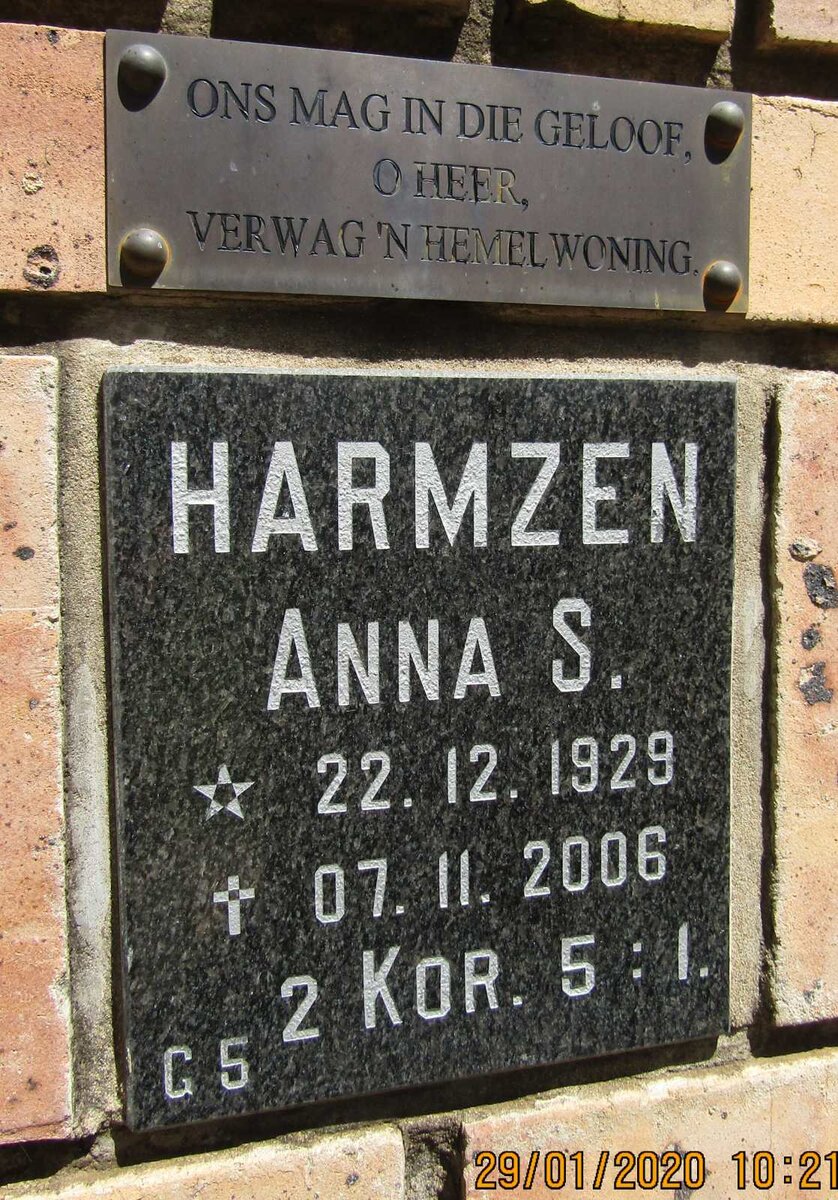 ONS MAG IN DIE GELOOF,
O HEER,
VERWAG 'N HEMELWONING.
HARMZEN
ANNA S.
22. 12. 1929
✝ 07. 11. 2006
2 KOR. 5 : 1.
G 5
29/01/2020 10:21